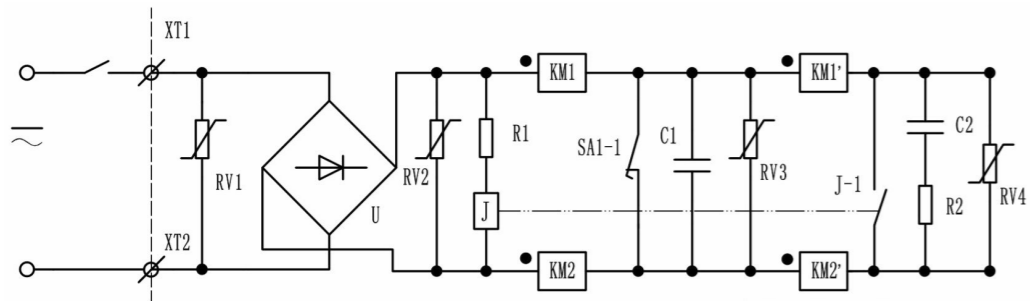 XT1
KM1
KM1'
R1
SA1-1
C1
C2
RV1
RV2
RV3
J-1
RV4
U
J
R2
XT2
KM2
KM2'